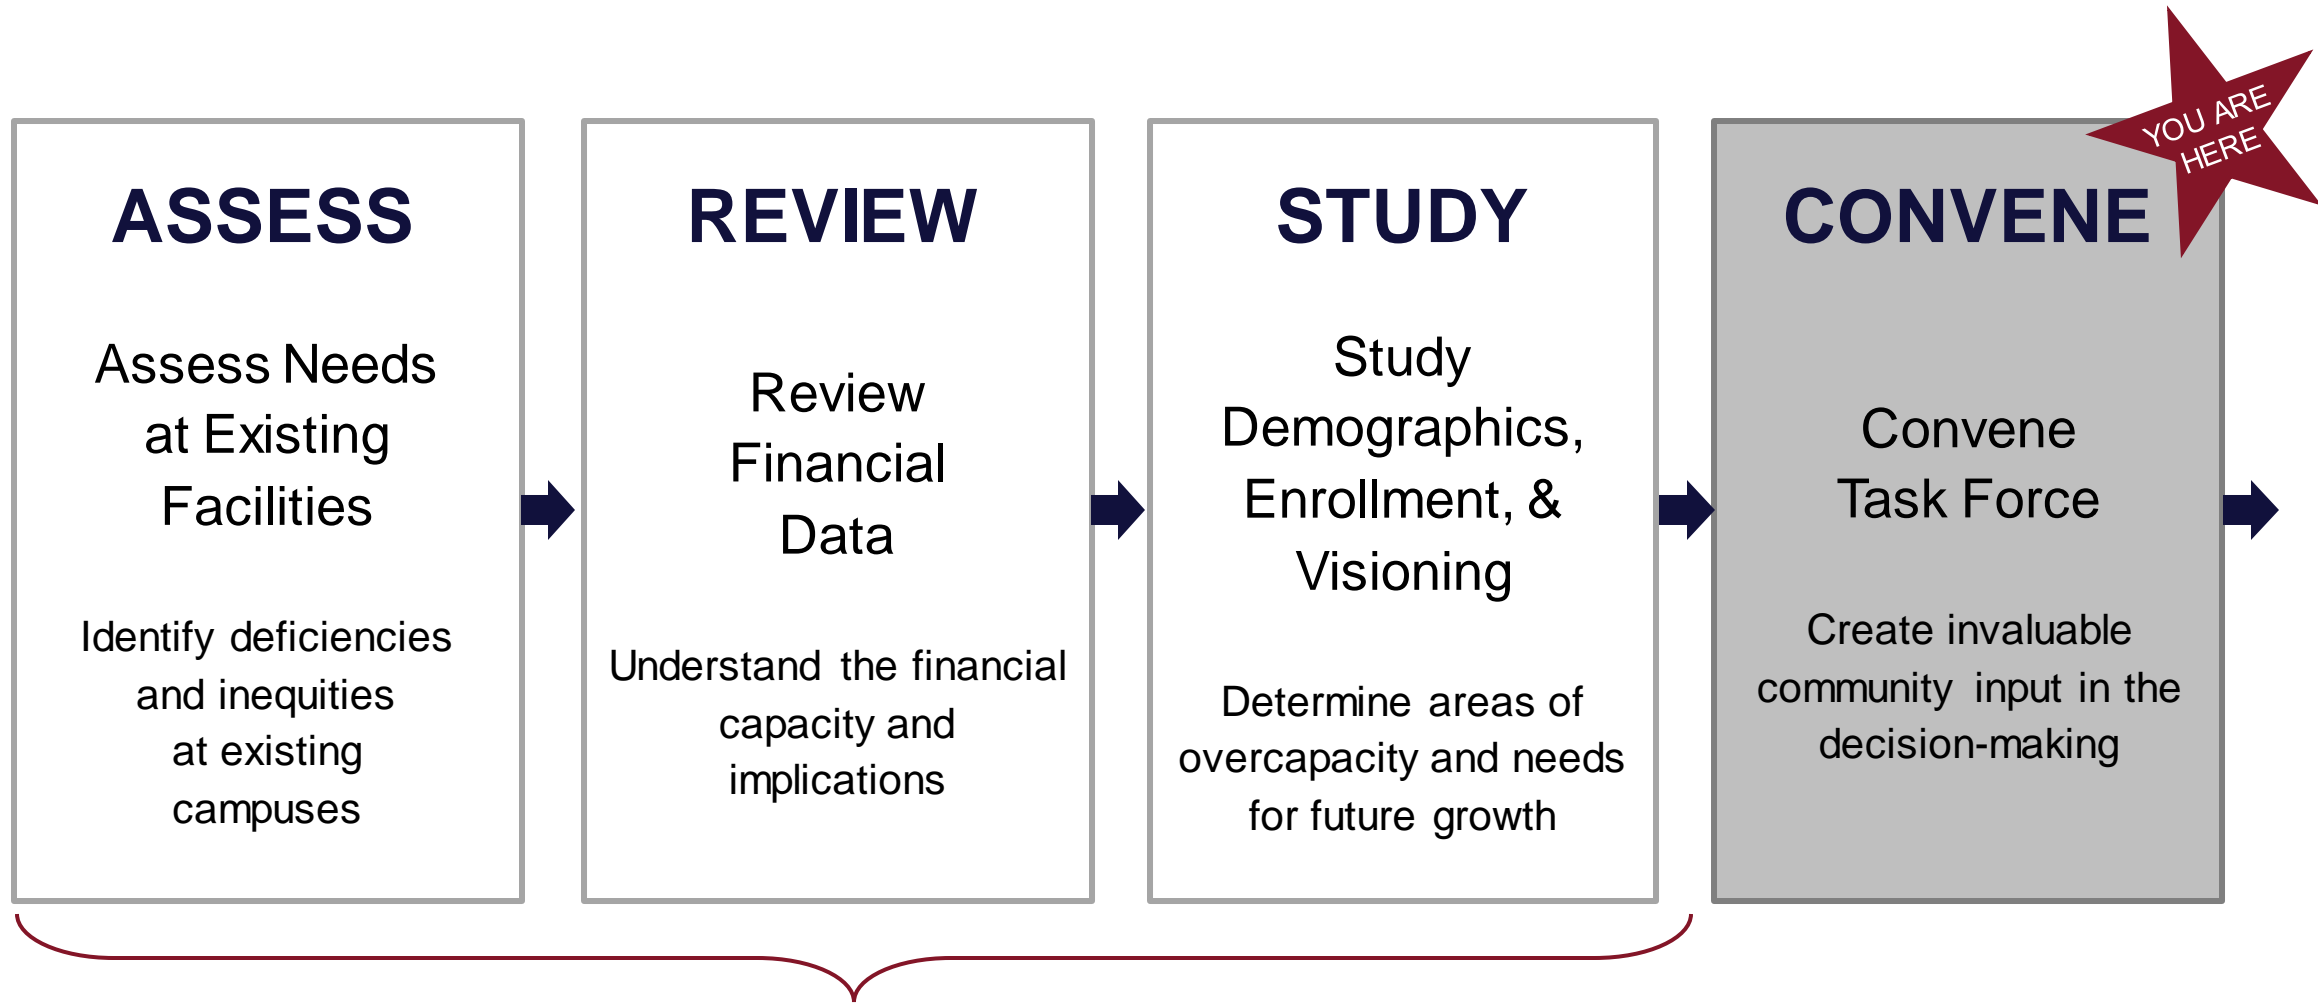 YOU ARE
HERE
ASSESS
Assess Needs
at Existing
Facilities
Identify deficiencies
and inequities
at existing
campuses
REVIEW
Review
Financial
Data
Understand the financial
capacity and
implications
STUDY
Study
Demographics,
Enrollment, &
Visioning
Determine areas of
overcapacity and needs
for future growth
CONVENE
Convene
Task Force
Create invaluable
community input in the
decision-making